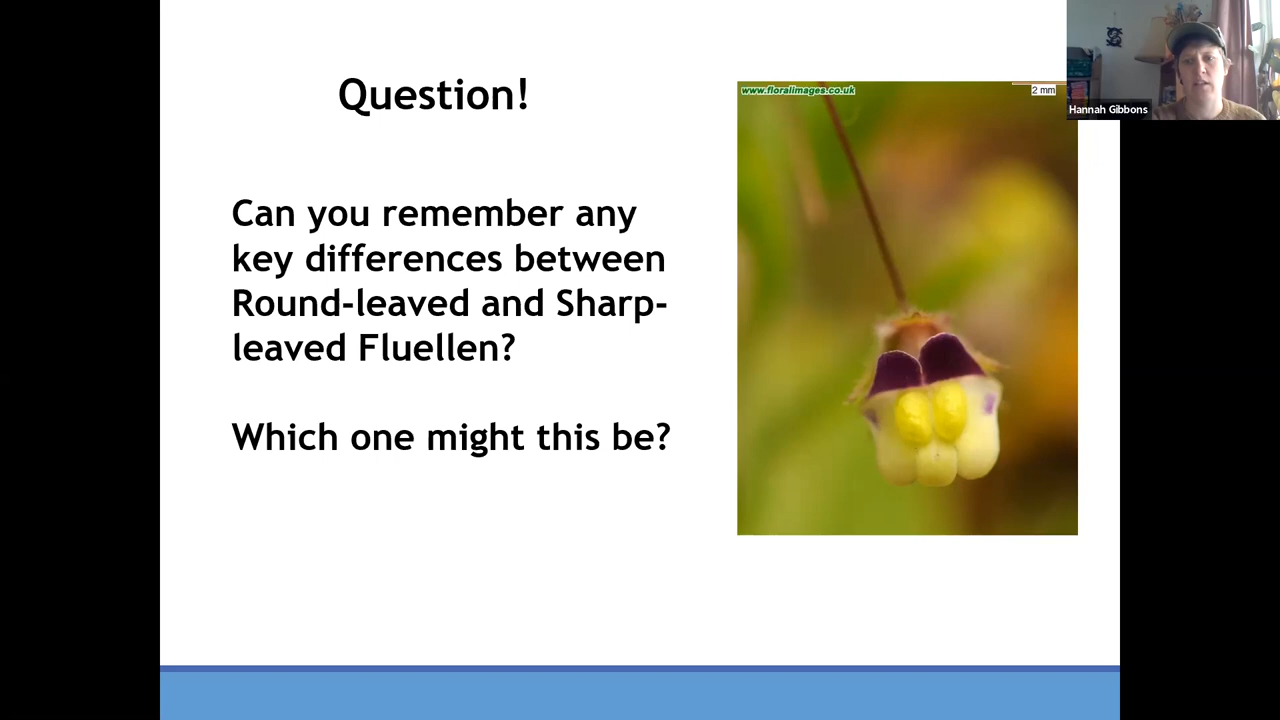 Question!
Can you remember any
key differences between
Round-leaved and Sharp-
leaved Fluellen?
Which one might this be?
www.floralimages.co.uk
2 mm
Hannah Gibbons